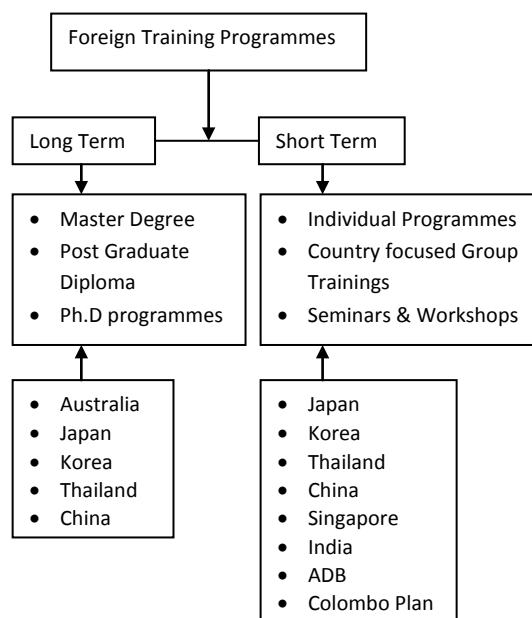 Foreign Training Programmes
Long Term
Short Term
• Master Degree
• Post Graduate
Diploma
• Ph.D programmes
• Individual Programmes
• Country focused Group
Trainings
• Seminars & Workshops
• Australia
• Japan
• Korea
• Thailand
• China
• Japan
• Korea
• Thailand
• China
• Singapore
• India
• ADB
• Colombo Plan